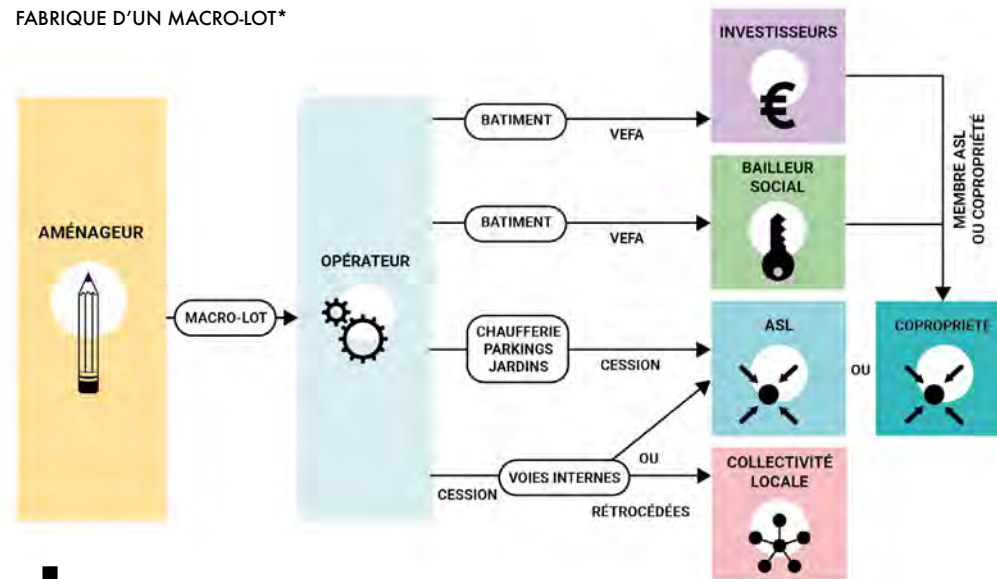 FABRIQUE D'UN MACRO-LOT*
AMÉNAGEUR
MACRO-LOT
OPÉRATEUR
BATIMENT
VEFA
INVESTISSEURS
€
BATIMENT
VEFA
BAILLEUR
SOCIAL
MEMBRE ASL
OU COPROPRIÉTÉ
CHAUFFERIE
PARKINGS
JARDINS
CESSION
ASL
OU
COPROPRIÉTÉ
CESSION
VOIES INTERNES
OU
RÉTROCÉDÉES
COLLECTIVITÉ
LOCALE